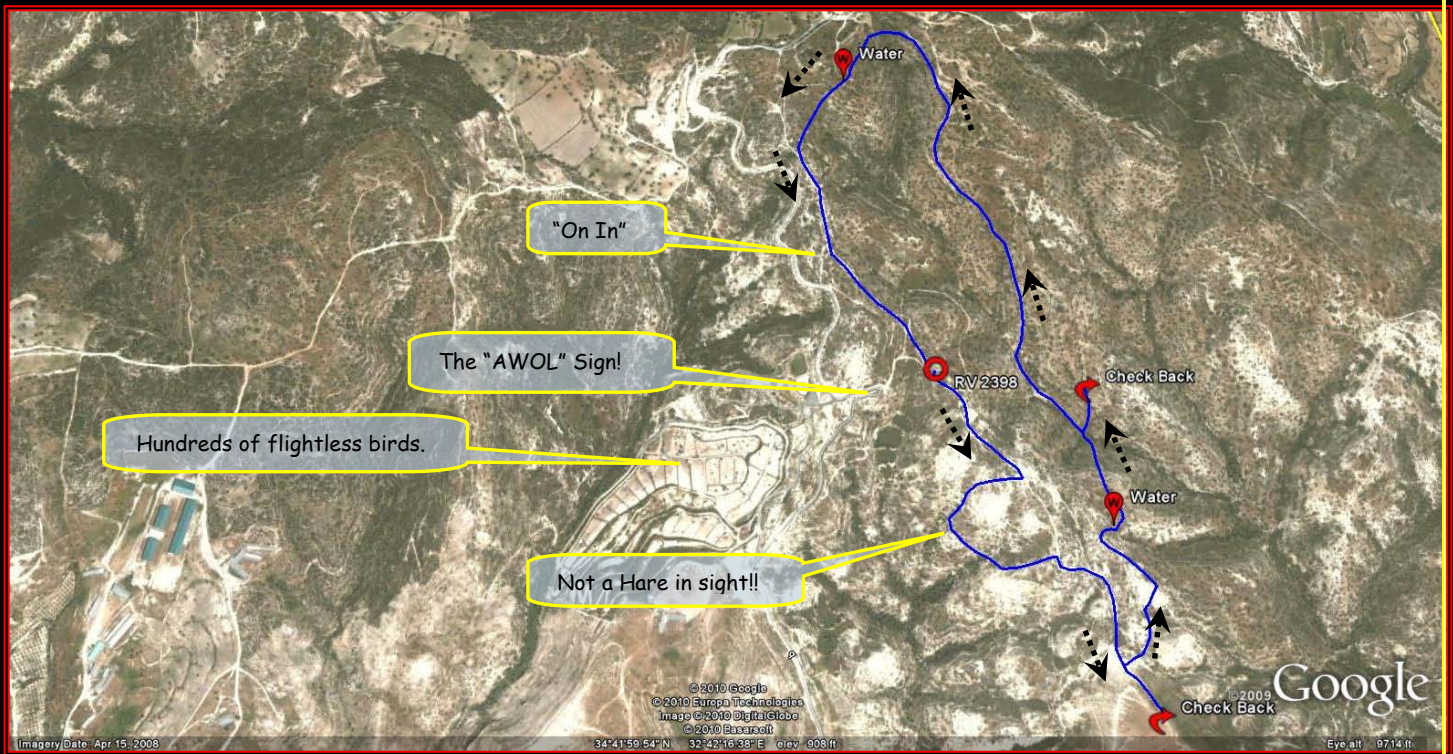 Water
"On In"
The "AWOL" Sign!
RV 2398
Check Back
Hundreds of flightless birds.
Water
Not a Hare in sight!!
Check Back
©2009 Google
© 2010 Google
© 2010 Europa Technologies
Image © 2010 DigitalGlobe
© 2010 Basarsoft
Imagery Date: Apr 15, 2008
34°41'59.54" N 32°42'16.38" E elev 908 ft
Eye alt 9714 ft